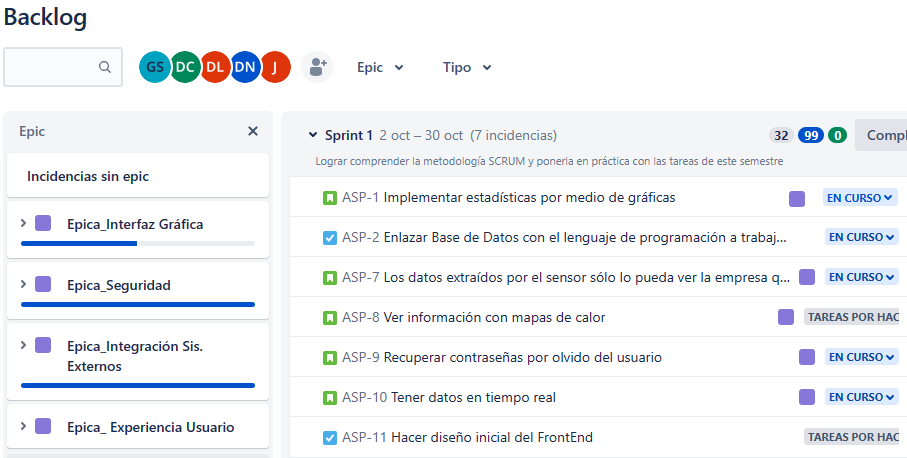 Backlog
GS DC DL DN J Epic Tipo
Epic
Incidencias sin epic
Epica_Interfaz Gráfica
Epica_Seguridad
Epica_Integración Sis.
Externos
Epica_ Experiencia Usuario
Sprint 1 2 oct – 30 oct (7 incidencias) 32 99 0 Compl
Lograr comprender la metodología SCRUM y ponerla en práctica con las tareas de este semestre
ASP-1 Implementar estadísticas por medio de gráficas EN CURSO
ASP-2 Enlazar Base de Datos con el lenguaje de programación a trabaj... EN CURSO
ASP-7 Los datos extraídos por el sensor sólo lo pueda ver la empresa q... EN CURSO
ASP-8 Ver información con mapas de calor TAREAS POR HAC
ASP-9 Recuperar contraseñas por olvido del usuario EN CURSO
ASP-10 Tener datos en tiempo real EN CURSO
ASP-11 Hacer diseño inicial del FrontEnd TAREAS POR HAC